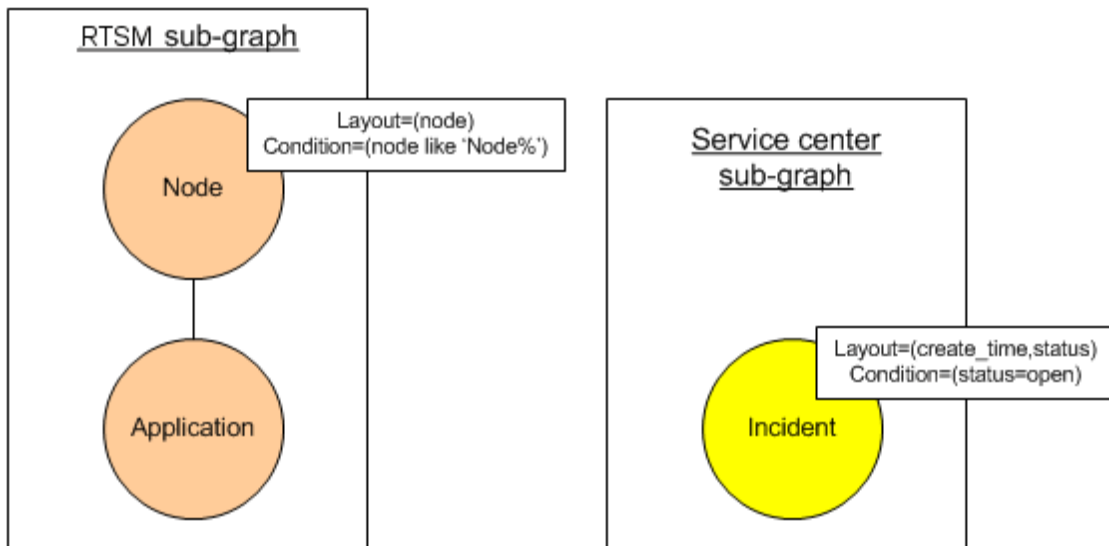 RTSM sub-graph
Layout=(node)
Condition=(node like ‘Node%’)
Node
Application
Service center
sub-graph
Layout=(create_time,status)
Condition=(status=open)
Incident